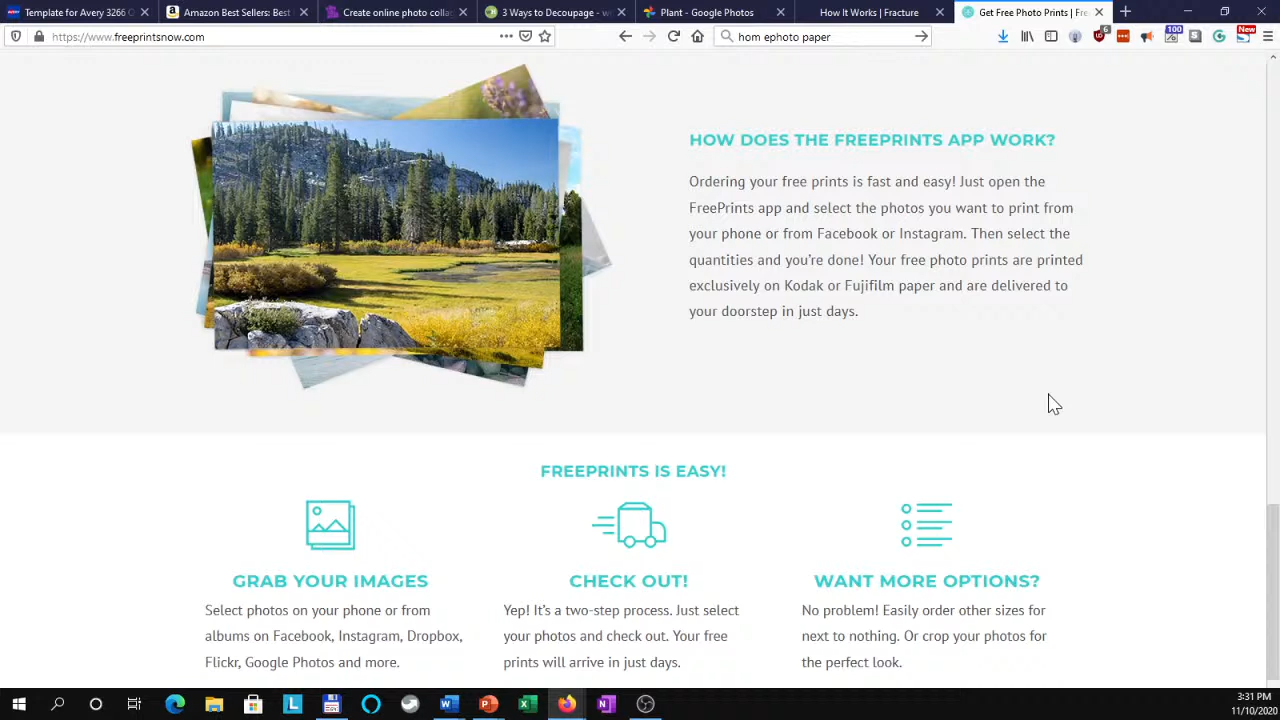 Template for Avery 3266 G
Amazon Best Sellers: Best
Create online photo colla
3 Ways to Decoupage - w
Plant - Google Photos
How It Works | Fracture
Get Free Photo Prints | Fre
https://www.freeprintsnow.com
hom ephoto paper
6
100
New
HOW DOES THE FREEPRINTS APP WORK?
Ordering your free prints is fast and easy! Just open the
FreePrints app and select the photos you want to print from
your phone or from Facebook or Instagram. Then select the
quantities and you’re done! Your free photo prints are printed
exclusively on Kodak or Fujifilm paper and are delivered to
your doorstep in just days.
FREEPRINTS IS EASY!
GRAB YOUR IMAGES
Select photos on your phone or from
albums on Facebook, Instagram, Dropbox,
Flickr, Google Photos and more.
CHECK OUT!
Yep! It’s a two-step process. Just select
your photos and check out. Your free
prints will arrive in just days.
WANT MORE OPTIONS?
No problem! Easily order other sizes for
next to nothing. Or crop your photos for
the perfect look.
3:31 PM
11/10/2020